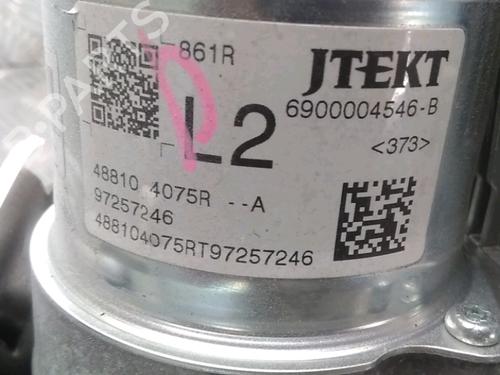 861R
JTEKT
6900004546-B
L2
<373>
48810 4075R --A
97257246
488104075RT97257246